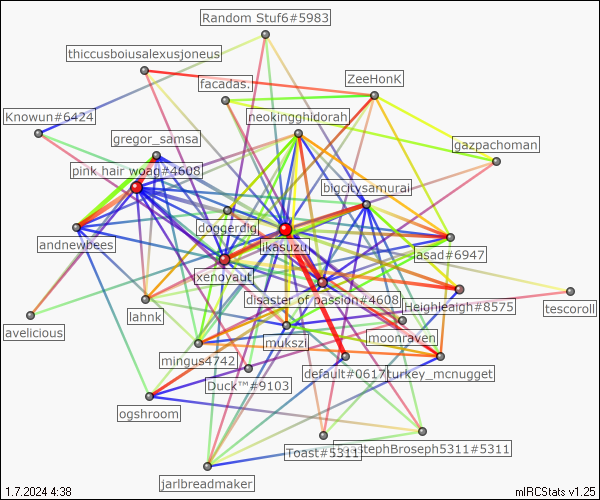 Random Stuf6#5983
thiccusboiusalexusjoneus
facadas.
ZeeHonK
Knowun#6424
neokingghidorah
gregor_samsa
gazpachoman
pink hair woag#4608
bigcitysamurai
doggerdig
andnewbees
ikasuzu
asad#6947
xenoyaut
disaster of passion#4608
Heighleaigh#8575
tescoroll
lahnk
avelicious
mukszi
moonraven
mingus4742
default#0617
turkey_mcnugget
Duck™#9103
ogshroom
Toast#5311
stephBroseph5311#5311
jarlbreadmaker
1.7.2024 4:38
mIRCStats v1.25